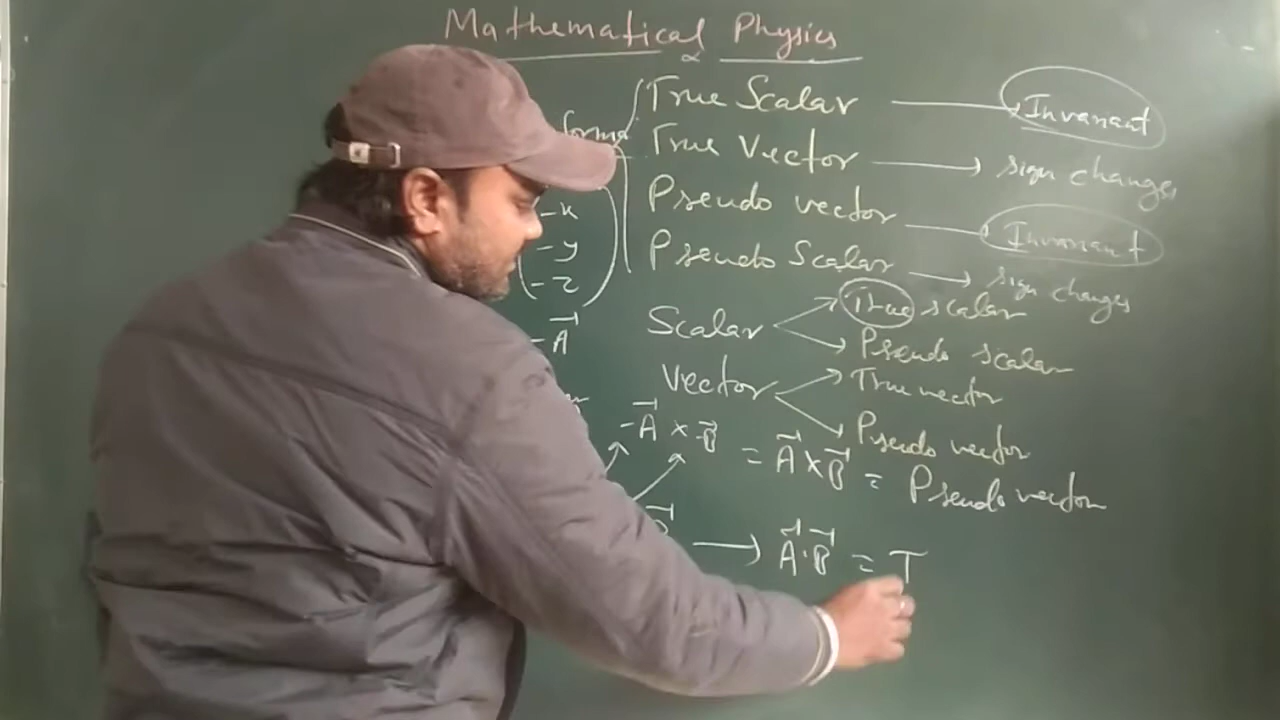 Mathematical Physics
True Scalar → Invariant
forma True Vector → sign changes
-x Pseudo vector → Invariant
-y
-z Pseudo Scalar → sign changes
Scalar → True scalar
→ Pseudo scalar
-A⃗
Vector → True vector
→ Pseudo vector
-A⃗ × -B⃗ = A⃗ × B⃗ = Pseudo vector
→ A⃗ · B⃗ = T